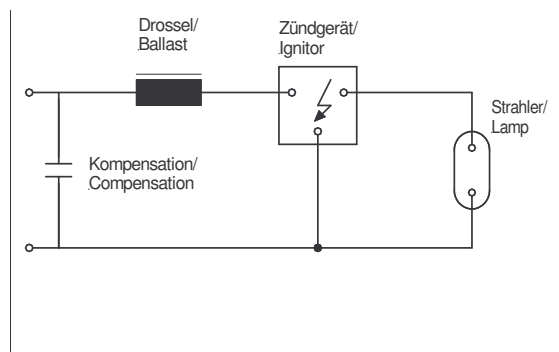 Drossel/
Ballast
Zündgerät/
Ignitor
Strahler/
Lamp
Kompensation/
Compensation